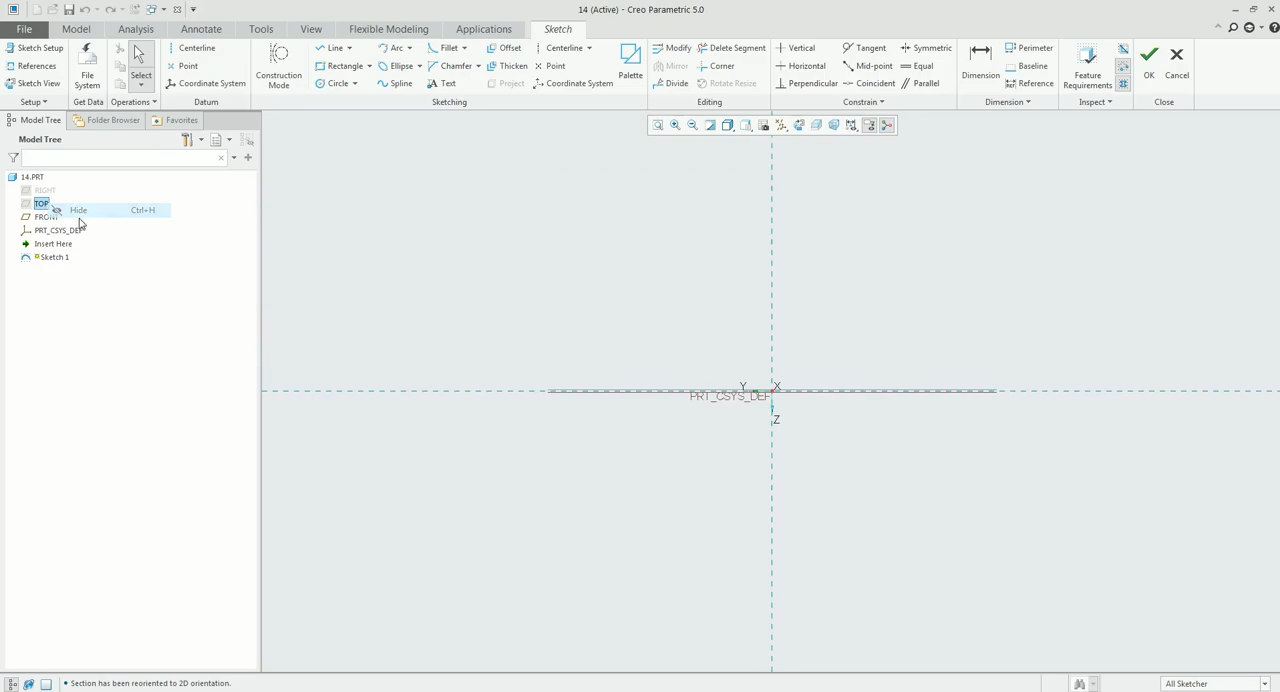 14 (Active) - Creo Parametric 5.0
File Model Analysis Annotate Tools View Flexible Modeling Applications Sketch
Sketch Setup
References
Sketch View
Setup
File System
Get Data
Select
Operations
Centerline
Point
Coordinate System
Datum
Construction Mode
Line Arc Fillet Offset Centerline
Rectangle Ellipse Chamfer Thicken Point
Circle Spline Text Project Coordinate System
Palette
Sketching
Modify Delete Segment
Mirror Corner
Divide Rotate Resize
Editing
Vertical Tangent Symmetric
Horizontal Mid-point Equal
Perpendicular Coincident Parallel
Constrain
Dimension
Perimeter
Baseline
Reference
Dimension
Feature Requirements
Inspect
OK
Cancel
Close
Model Tree Folder Browser Favorites
Model Tree
14.PRT
RIGHT
TOP
Hide Ctrl+H
FRONT
PRT_CSYS_DEF
Insert Here
Sketch 1
Y X
PRT_CSYS_DEF
Z
Section has been reoriented to 2D orientation.
All Sketcher